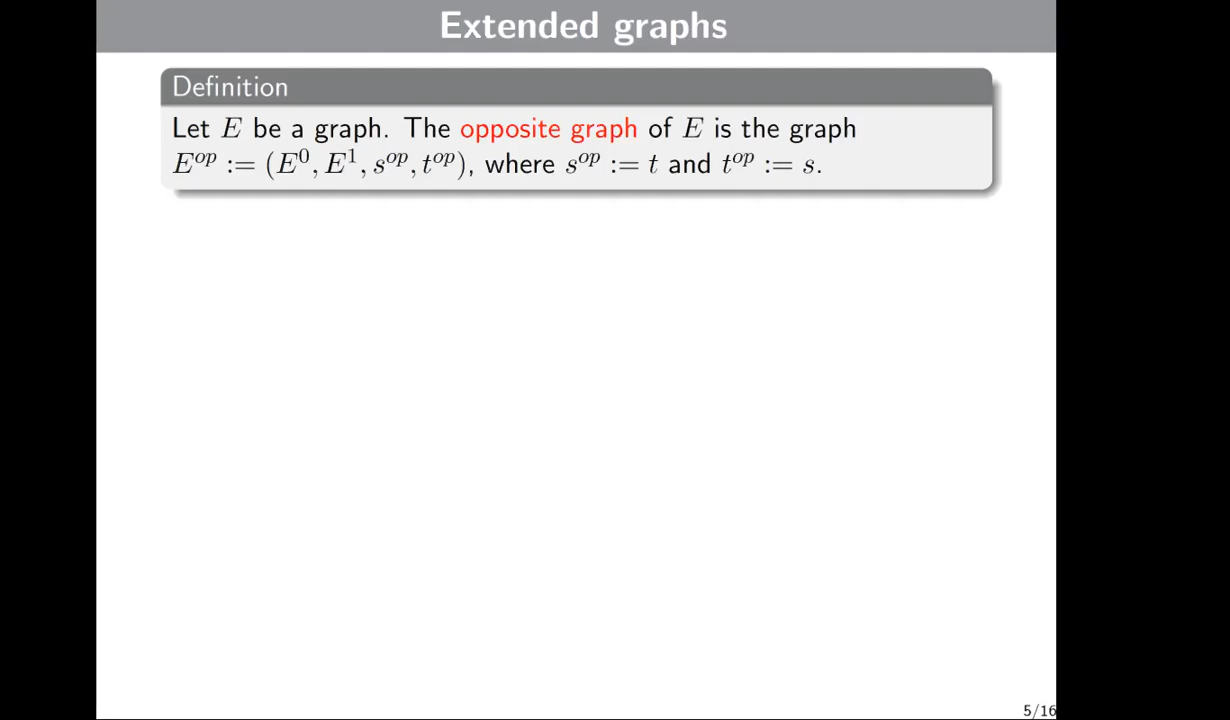 Extended graphs
Definition
Let E be a graph. The opposite graph of E is the graph
E^{op} := (E^0, E^1, s^{op}, t^{op}), where s^{op} := t and t^{op} := s.
5/16